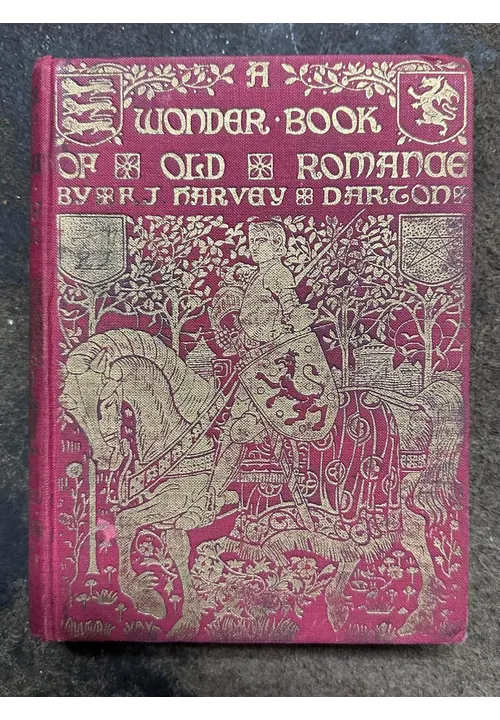 A
WONDER · BOOK
OF OLD ROMANCE
BY F. J. HARVEY DARTON